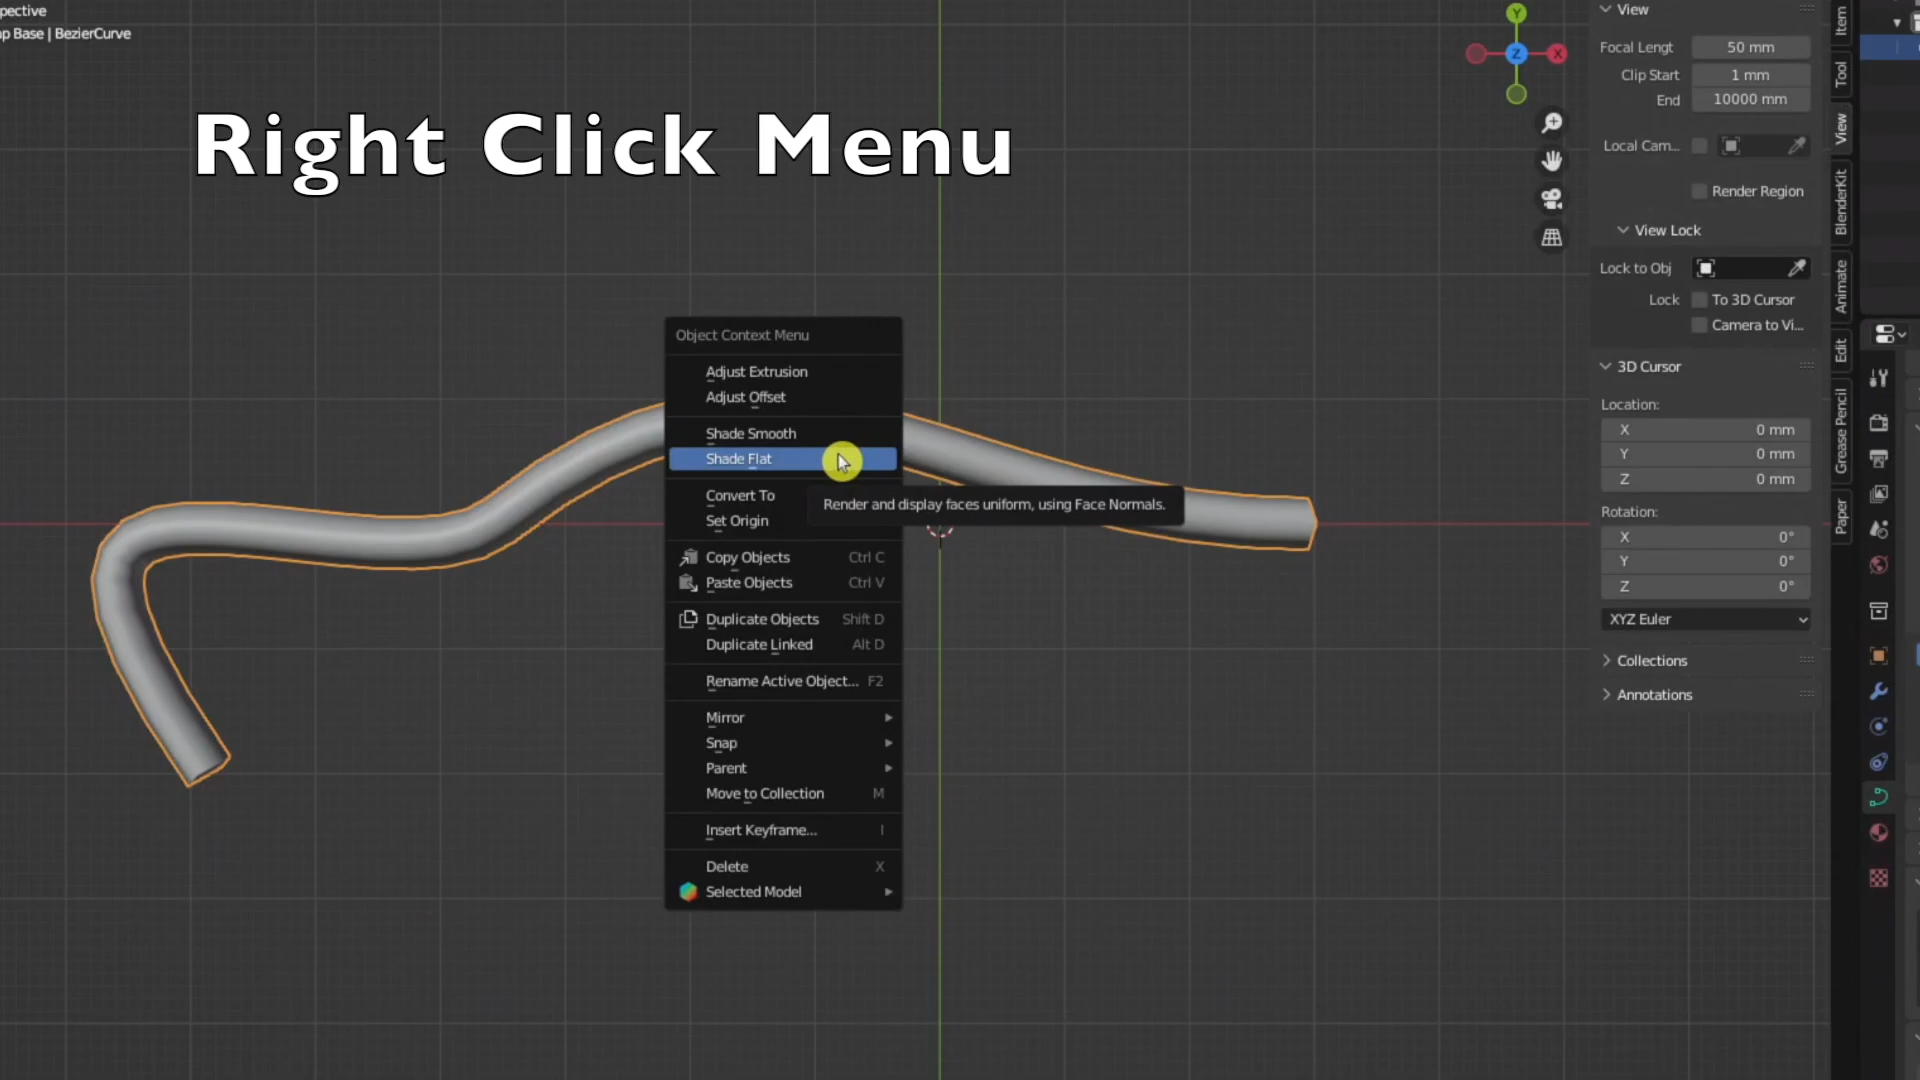 pective
p Base | BezierCurve
Right Click Menu
Y
Z
X
Object Context Menu
Adjust Extrusion
Adjust Offset
Shade Smooth
Shade Flat
Render and display faces uniform, using Face Normals.
Convert To
Set Origin
Copy Objects Ctrl C
Paste Objects Ctrl V
Duplicate Objects Shift D
Duplicate Linked Alt D
Rename Active Object... F2
Mirror
Snap
Parent
Move to Collection M
Insert Keyframe... I
Delete X
Selected Model
View
Focal Lengt 50 mm
Clip Start 1 mm
End 10000 mm
Local Cam...
Render Region
View Lock
Lock to Obj
Lock To 3D Cursor
Camera to Vi...
3D Cursor
Location:
X 0 mm
Y 0 mm
Z 0 mm
Rotation:
X 0°
Y 0°
Z 0°
XYZ Euler
Collections
Annotations
Item
Tool
View
BlenderKit
Animate
Edit
Grease Pencil
Paper